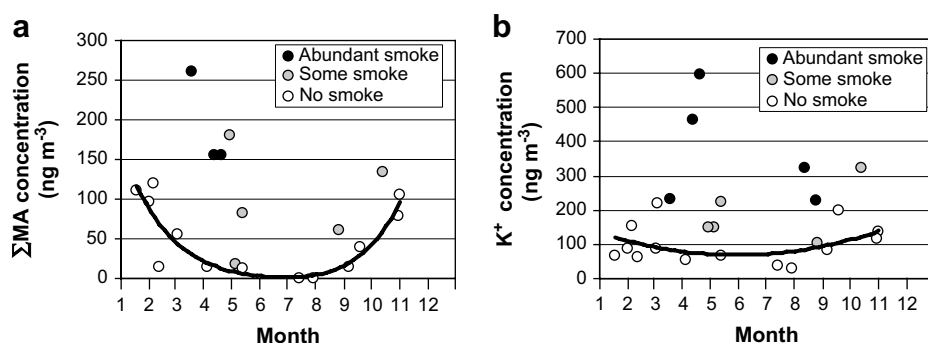 a
300
250
200
150
100
50
0
ΣMA concentration
(ng m-3)
Abundant smoke
Some smoke
No smoke
1 2 3 4 5 6 7 8 9 10 11 12
Month
b
700
600
500
400
300
200
100
0
K+ concentration
(ng m-3)
Abundant smoke
Some smoke
No smoke
1 2 3 4 5 6 7 8 9 10 11 12
Month